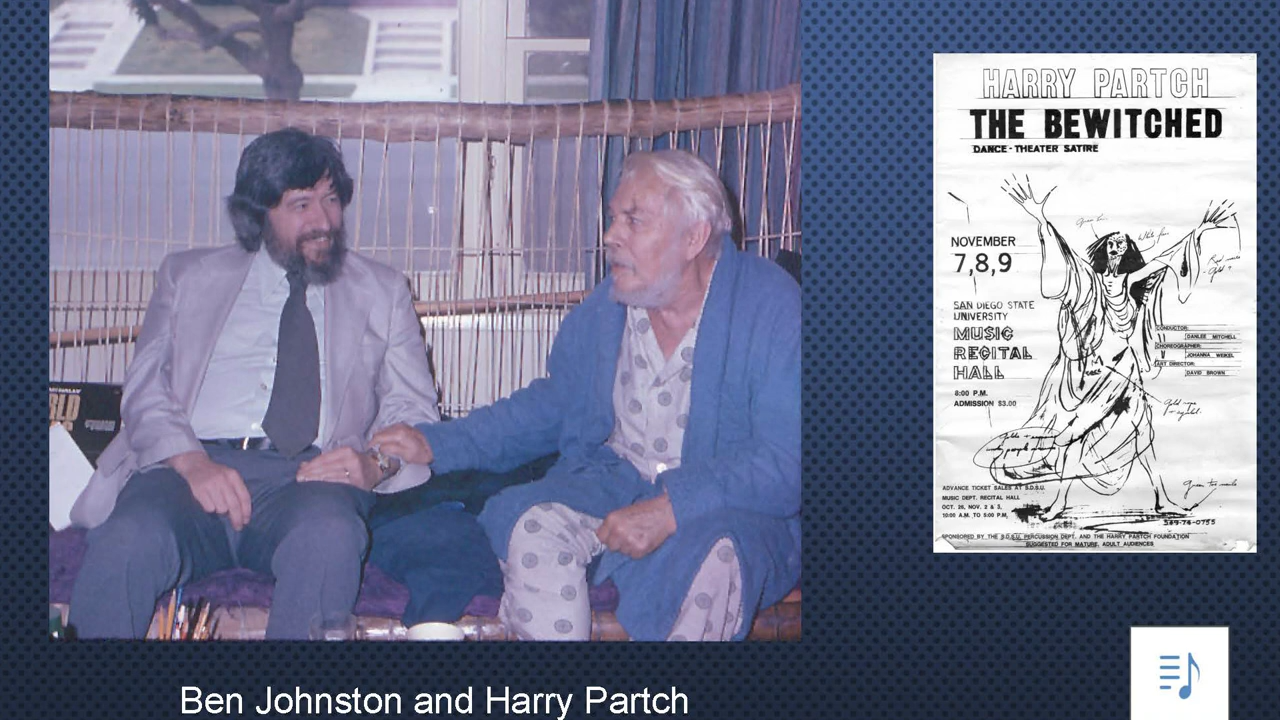 HARRY PARTCH
THE BEWITCHED
DANCE-THEATER SATIRE
NOVEMBER
7,8,9
SAN DIEGO STATE
UNIVERSITY
MUSIC
RECITAL
HALL
8:00 P.M.
ADMISSION $3.00
CONDUCTOR:
DANLEE MITCHELL
CHOREOGRAPHER:
JOHANNA WEIKEL
ART DIRECTOR:
DAVID BROWN
ADVANCE TICKET SALES AT S.D.S.U.
MUSIC DEPT. RECITAL HALL
OCT. 26, NOV. 2 & 3,
10:00 A.M. TO 5:00 P.M.
SPONSORED BY THE S.D.S.U. PERCUSSION DEPT. AND THE HARRY PARTCH FOUNDATION
SUGGESTED FOR MATURE, ADULT AUDIENCES
Ben Johnston and Harry Partch